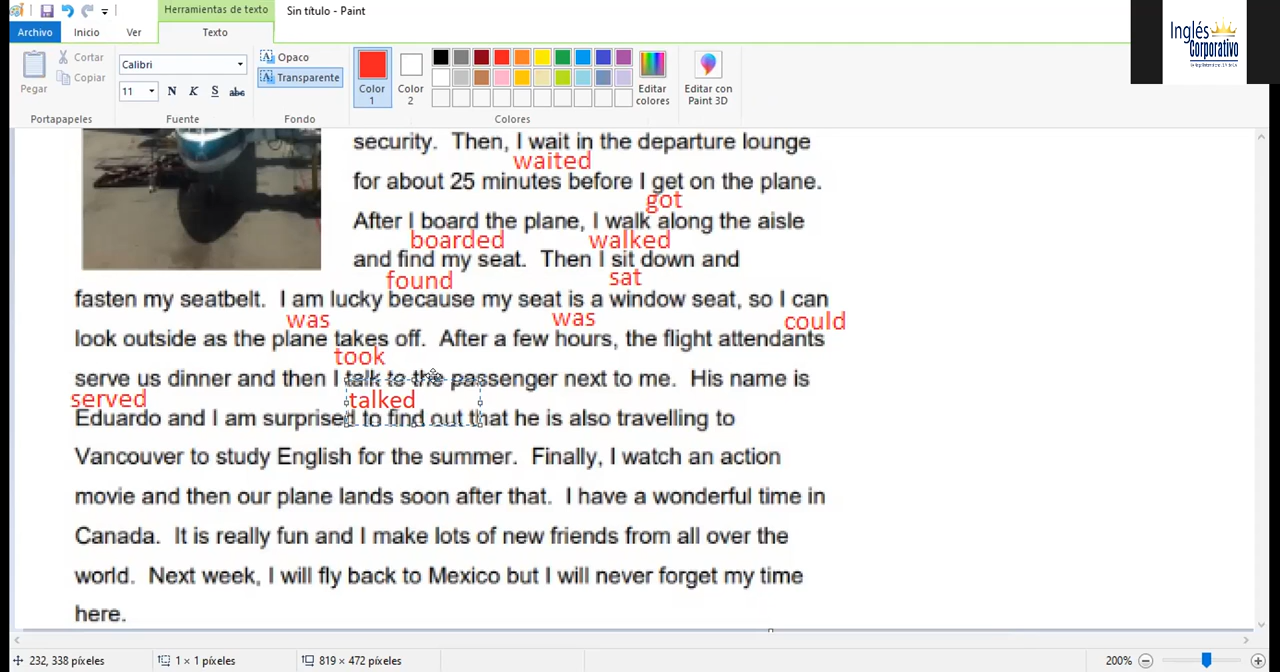 Herramientas de texto
Sin título - Paint
Archivo
Inicio
Ver
Texto
Pegar
Cortar
Copiar
Portapapeles
Calibri
11
N K S abc
Fuente
Opaco
Transparente
Fondo
Color 1
Color 2
Colores
Editar colores
Editar con Paint 3D
Inglés
Corporativo
security. Then, I wait in the departure lounge
waited
for about 25 minutes before I get on the plane.
got
After I board the plane, I walk along the aisle
boarded walked
and find my seat. Then I sit down and
found sat
fasten my seatbelt. I am lucky because my seat is a window seat, so I can
was was could
look outside as the plane takes off. After a few hours, the flight attendants
took
serve us dinner and then I talk to the passenger next to me. His name is
served talked
Eduardo and I am surprised to find out that he is also travelling to
Vancouver to study English for the summer. Finally, I watch an action
movie and then our plane lands soon after that. I have a wonderful time in
Canada. It is really fun and I make lots of new friends from all over the
world. Next week, I will fly back to Mexico but I will never forget my time
here.
232, 338 píxeles
1 × 1 píxeles
819 × 472 píxeles
200%